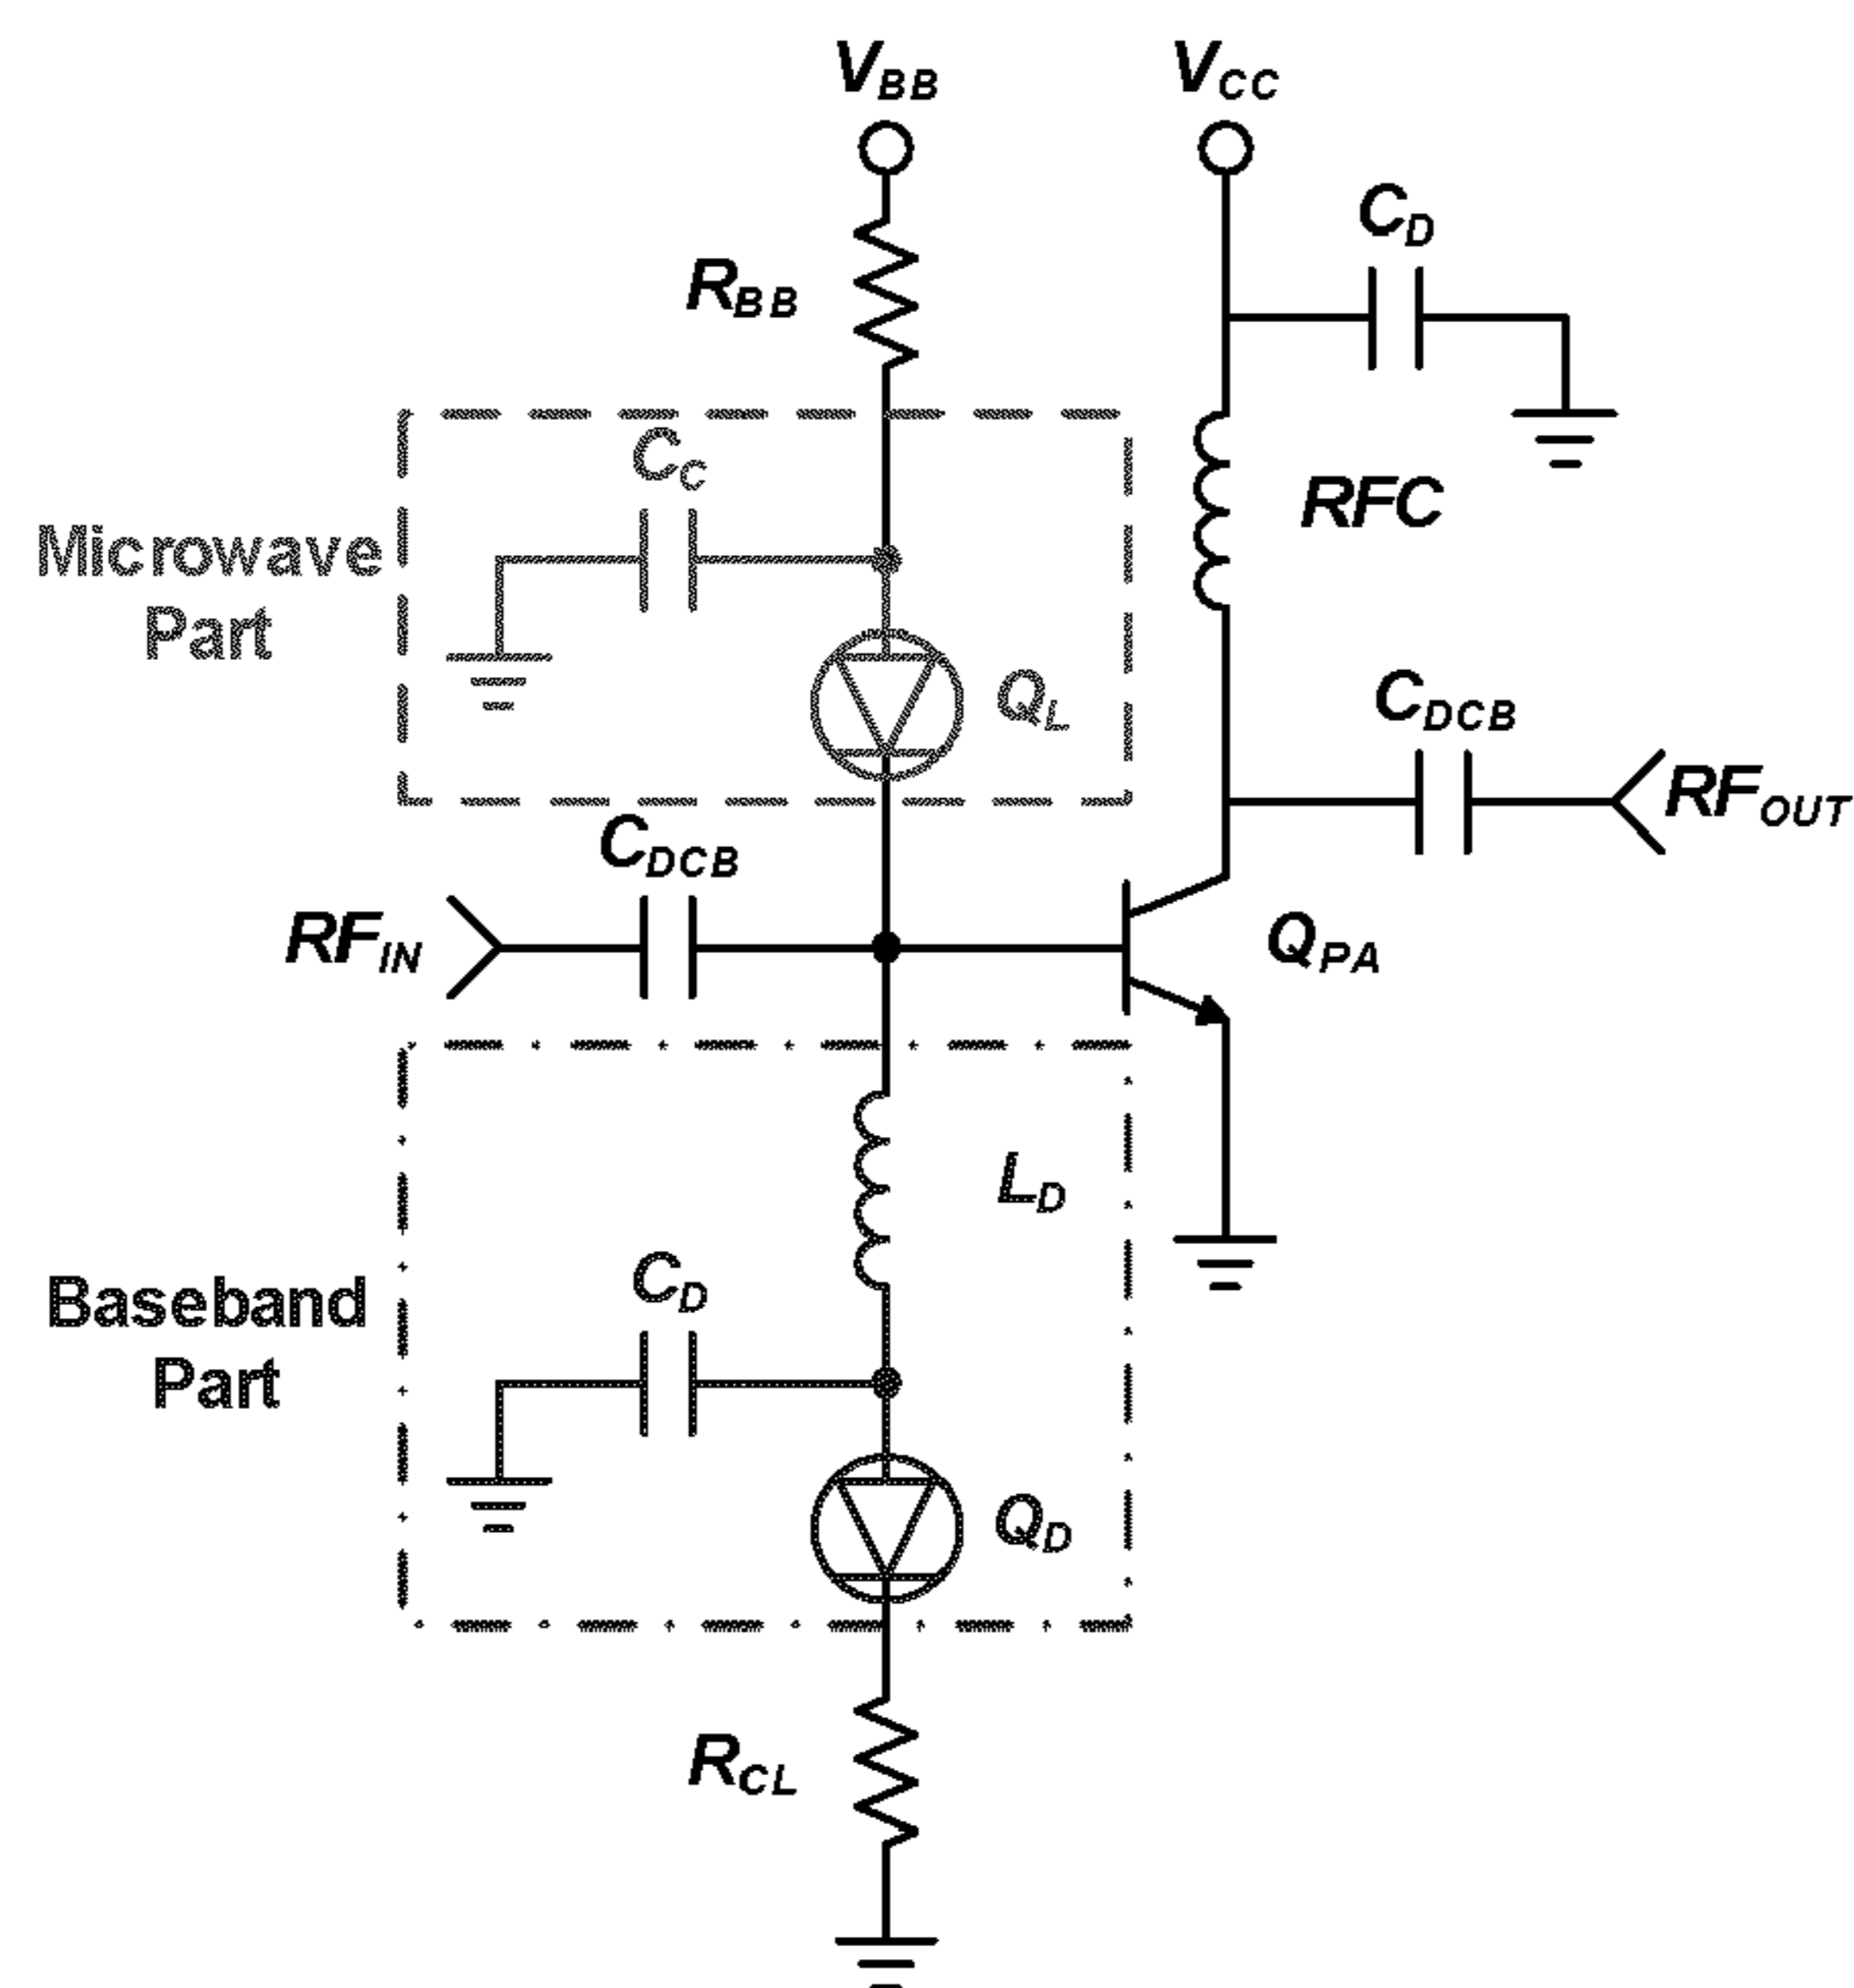 VBB
VCC
CD
RBB
CC
RFC
Microwave
Part
QL
CDCB
RFOUT
CDCB
RFIN
QPA
LD
CD
Baseband
Part
QD
RCL